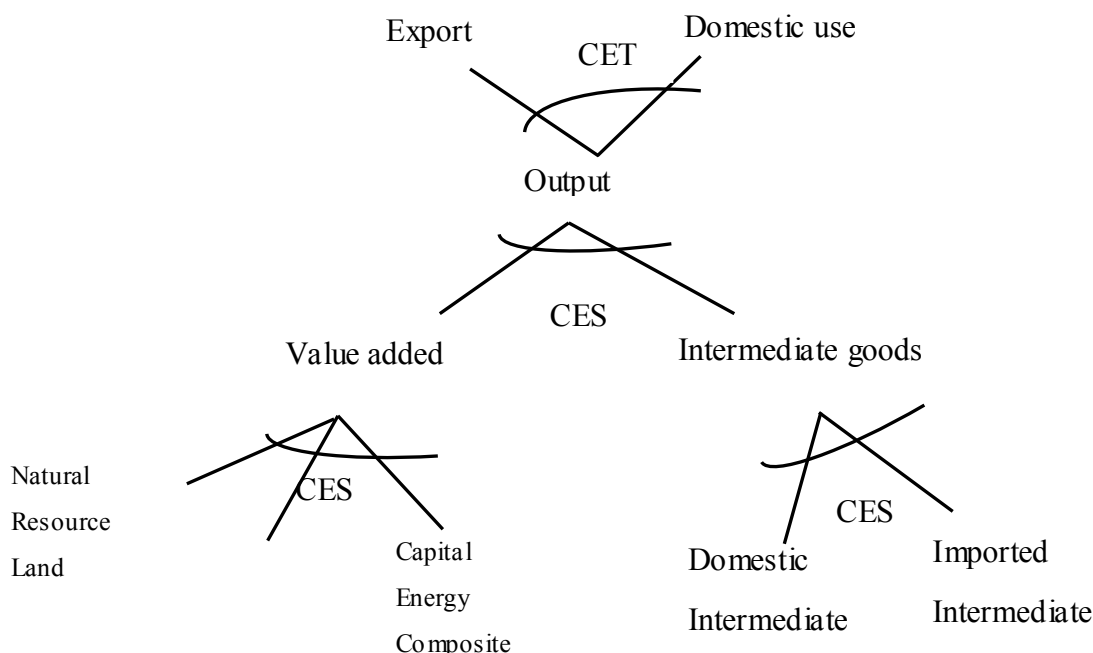 Export
Domestic use
CET
Output
CES
Value added
Intermediate goods
CES
Natural
Resource
Land
Capital
Energy
Composite
CES
Domestic
Intermediate
Imported
Intermediate